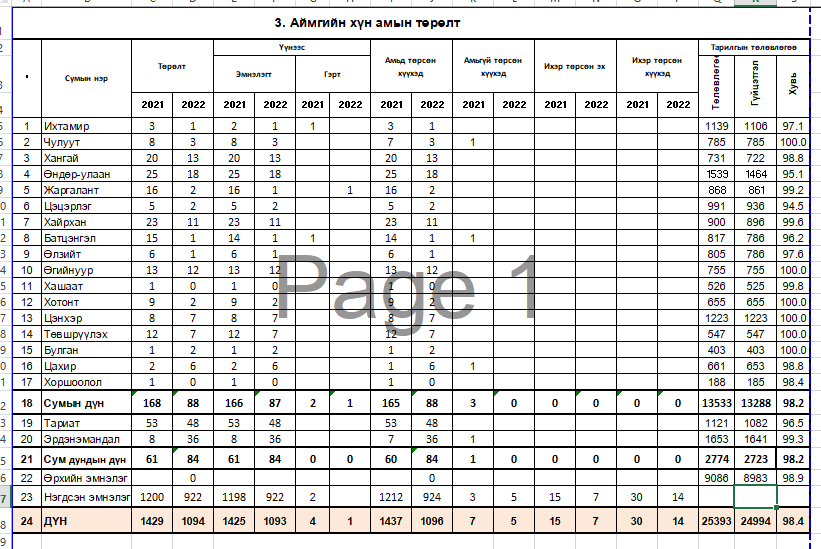 3. Аймгийн хүн амын төрөлт
Сумын нэр Төрөлт Үүнээс Амьд төрсөн хүүхэд Амьгүй төрсөн хүүхэд Ихэр төрсөн эх Ихэр төрсөн хүүхэд Тарилгын төлөвлөгөө
Эмнэлэгт Гэрт Төлөвлөгөө Гүйцэтгэл Хувь
2021 2022 2021 2022 2021 2022 2021 2022 2021 2022 2021 2022 2021 2022
1 Ихтамир 3 1 2 1 1 3 1 1139 1106 97.1
2 Чулуут 8 3 8 3 7 3 1 785 785 100.0
3 Хангай 20 13 20 13 20 13 731 722 98.8
4 Өндөр-улаан 25 18 25 18 25 18 1539 1464 95.1
5 Жаргалант 16 2 16 1 1 16 2 868 861 99.2
6 Цэцэрлэг 5 2 5 2 5 2 991 936 94.5
7 Хайрхан 23 11 23 11 23 11 900 896 99.6
8 Батцэнгэл 15 1 14 1 1 14 1 1 817 786 96.2
9 Өлзийт 6 1 6 1 6 1 805 786 97.6
10 Өгийнуур 13 12 13 12 13 12 755 755 100.0
11 Хашаат 1 0 1 0 1 0 526 525 99.8
12 Хотонт 9 2 9 2 9 2 655 655 100.0
13 Цэнхэр 8 7 8 7 8 7 1223 1223 100.0
14 Төвшрүүлэх 12 7 12 7 12 7 547 547 100.0
15 Булган 1 2 1 2 1 2 403 403 100.0
16 Цахир 2 6 2 6 1 6 1 661 653 98.8
17 Хоршоолол 1 0 1 0 1 0 188 185 98.4
18 Сумын дүн 168 88 166 87 2 1 165 88 3 0 0 0 0 0 13533 13288 98.2
19 Тариат 53 48 53 48 53 48 1121 1082 96.5
20 Эрдэнэмандал 8 36 8 36 7 36 1 1653 1641 99.3
21 Сум дундын дүн 61 84 61 84 0 0 60 84 1 0 0 0 0 0 2774 2723 98.2
22 Өрхийн эмнэлэг 0 0 9086 8983 98.9
23 Нэгдсэн эмнэлэг 1200 922 1198 922 2 1212 924 3 5 15 7 30 14
24 ДҮН 1429 1094 1425 1093 4 1 1437 1096 7 5 15 7 30 14 25393 24994 98.4
Page 1